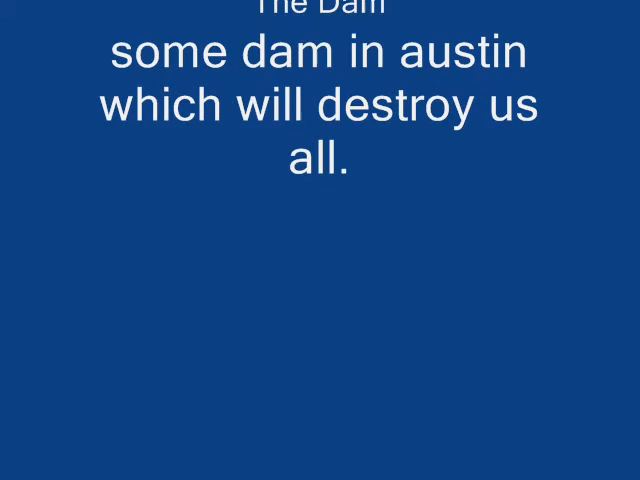 The Dam
some dam in austin
which will destroy us
all.